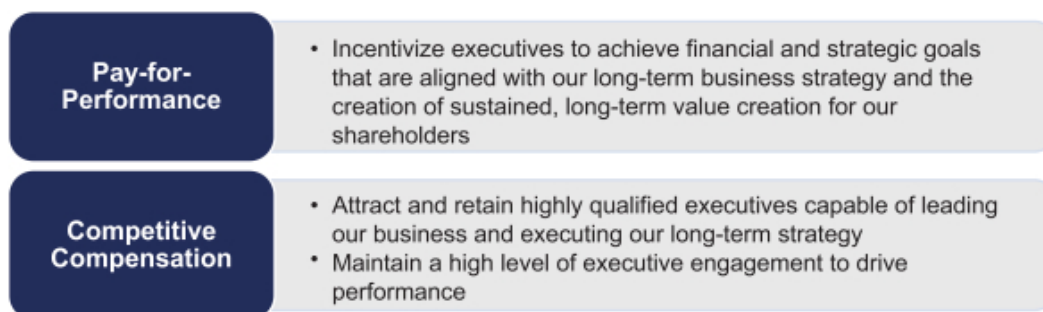 Pay-for-
Performance
• Incentivize executives to achieve financial and strategic goals
that are aligned with our long-term business strategy and the
creation of sustained, long-term value creation for our
shareholders
Competitive
Compensation
• Attract and retain highly qualified executives capable of leading
our business and executing our long-term strategy
• Maintain a high level of executive engagement to drive
performance